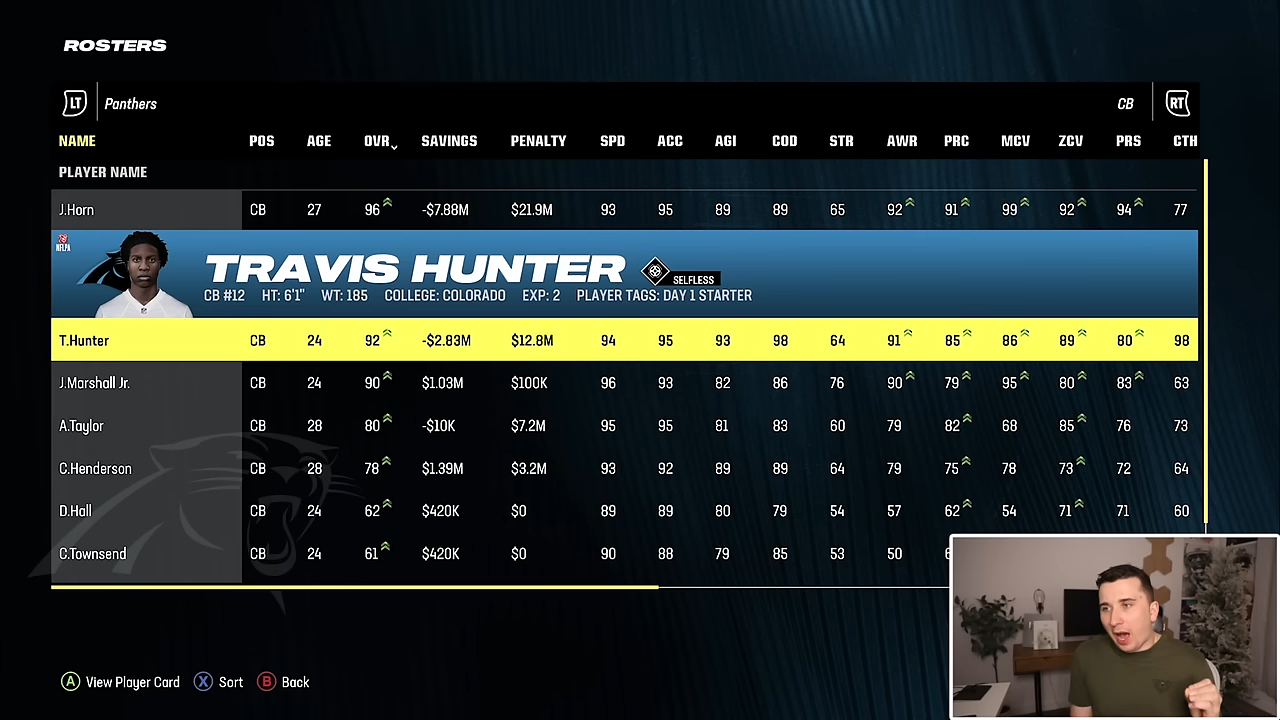 ROSTERS
LT Panthers CB RT
NAME POS AGE OVR SAVINGS PENALTY SPD ACC AGI COD STR AWR PRC MCV ZCV PRS CTH
PLAYER NAME
J.Horn CB 27 96 -$7.88M $21.9M 93 95 89 89 65 92 91 99 92 94 77
NFLPA
TRAVIS HUNTER SELFLESS
CB #12 HT: 6'1" WT: 185 COLLEGE: COLORADO EXP: 2 PLAYER TAGS: DAY 1 STARTER
T.Hunter CB 24 92 -$2.83M $12.8M 94 95 93 98 64 91 85 86 89 80 98
J.Marshall Jr. CB 24 90 $1.03M $100K 96 93 82 86 76 90 79 95 80 83 63
A.Taylor CB 28 80 -$10K $7.2M 95 95 81 83 60 79 82 68 85 76 73
C.Henderson CB 28 78 $1.39M $3.2M 93 92 89 89 64 79 75 78 73 72 64
D.Hall CB 24 62 $420K $0 89 89 80 79 54 57 62 54 71 71 60
C.Townsend CB 24 61 $420K $0 90 88 79 85 53 50
A View Player Card X Sort B Back